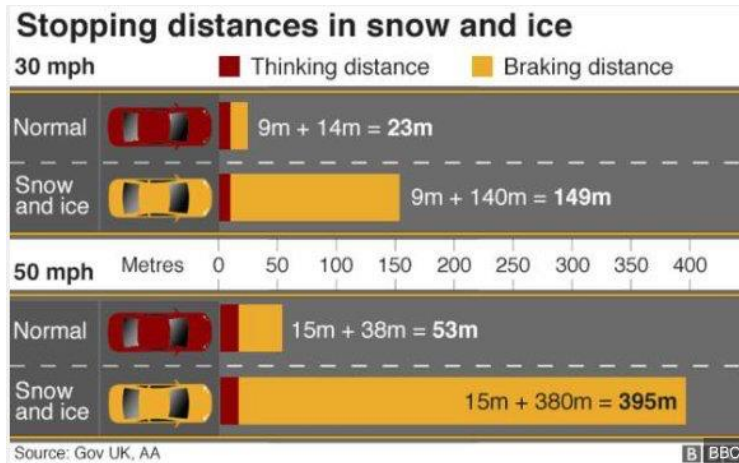 Stopping distances in snow and ice
30 mph Thinking distance Braking distance
Normal 9m + 14m = 23m
Snow
and ice 9m + 140m = 149m
50 mph Metres 0 50 100 150 200 250 300 350 400
Normal 15m + 38m = 53m
Snow
and ice 15m + 380m = 395m
Source: Gov UK, AA B BBC